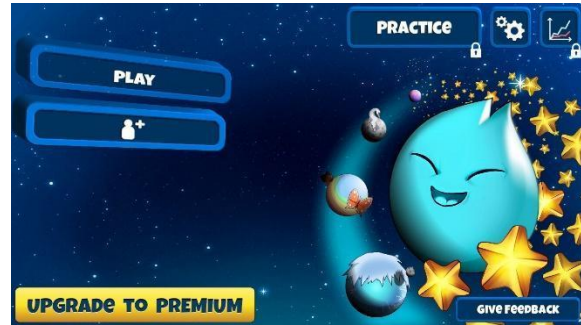 PRACTICE
PLAY
UPGRADE TO PREMIUM
GIVE FEEDBACK